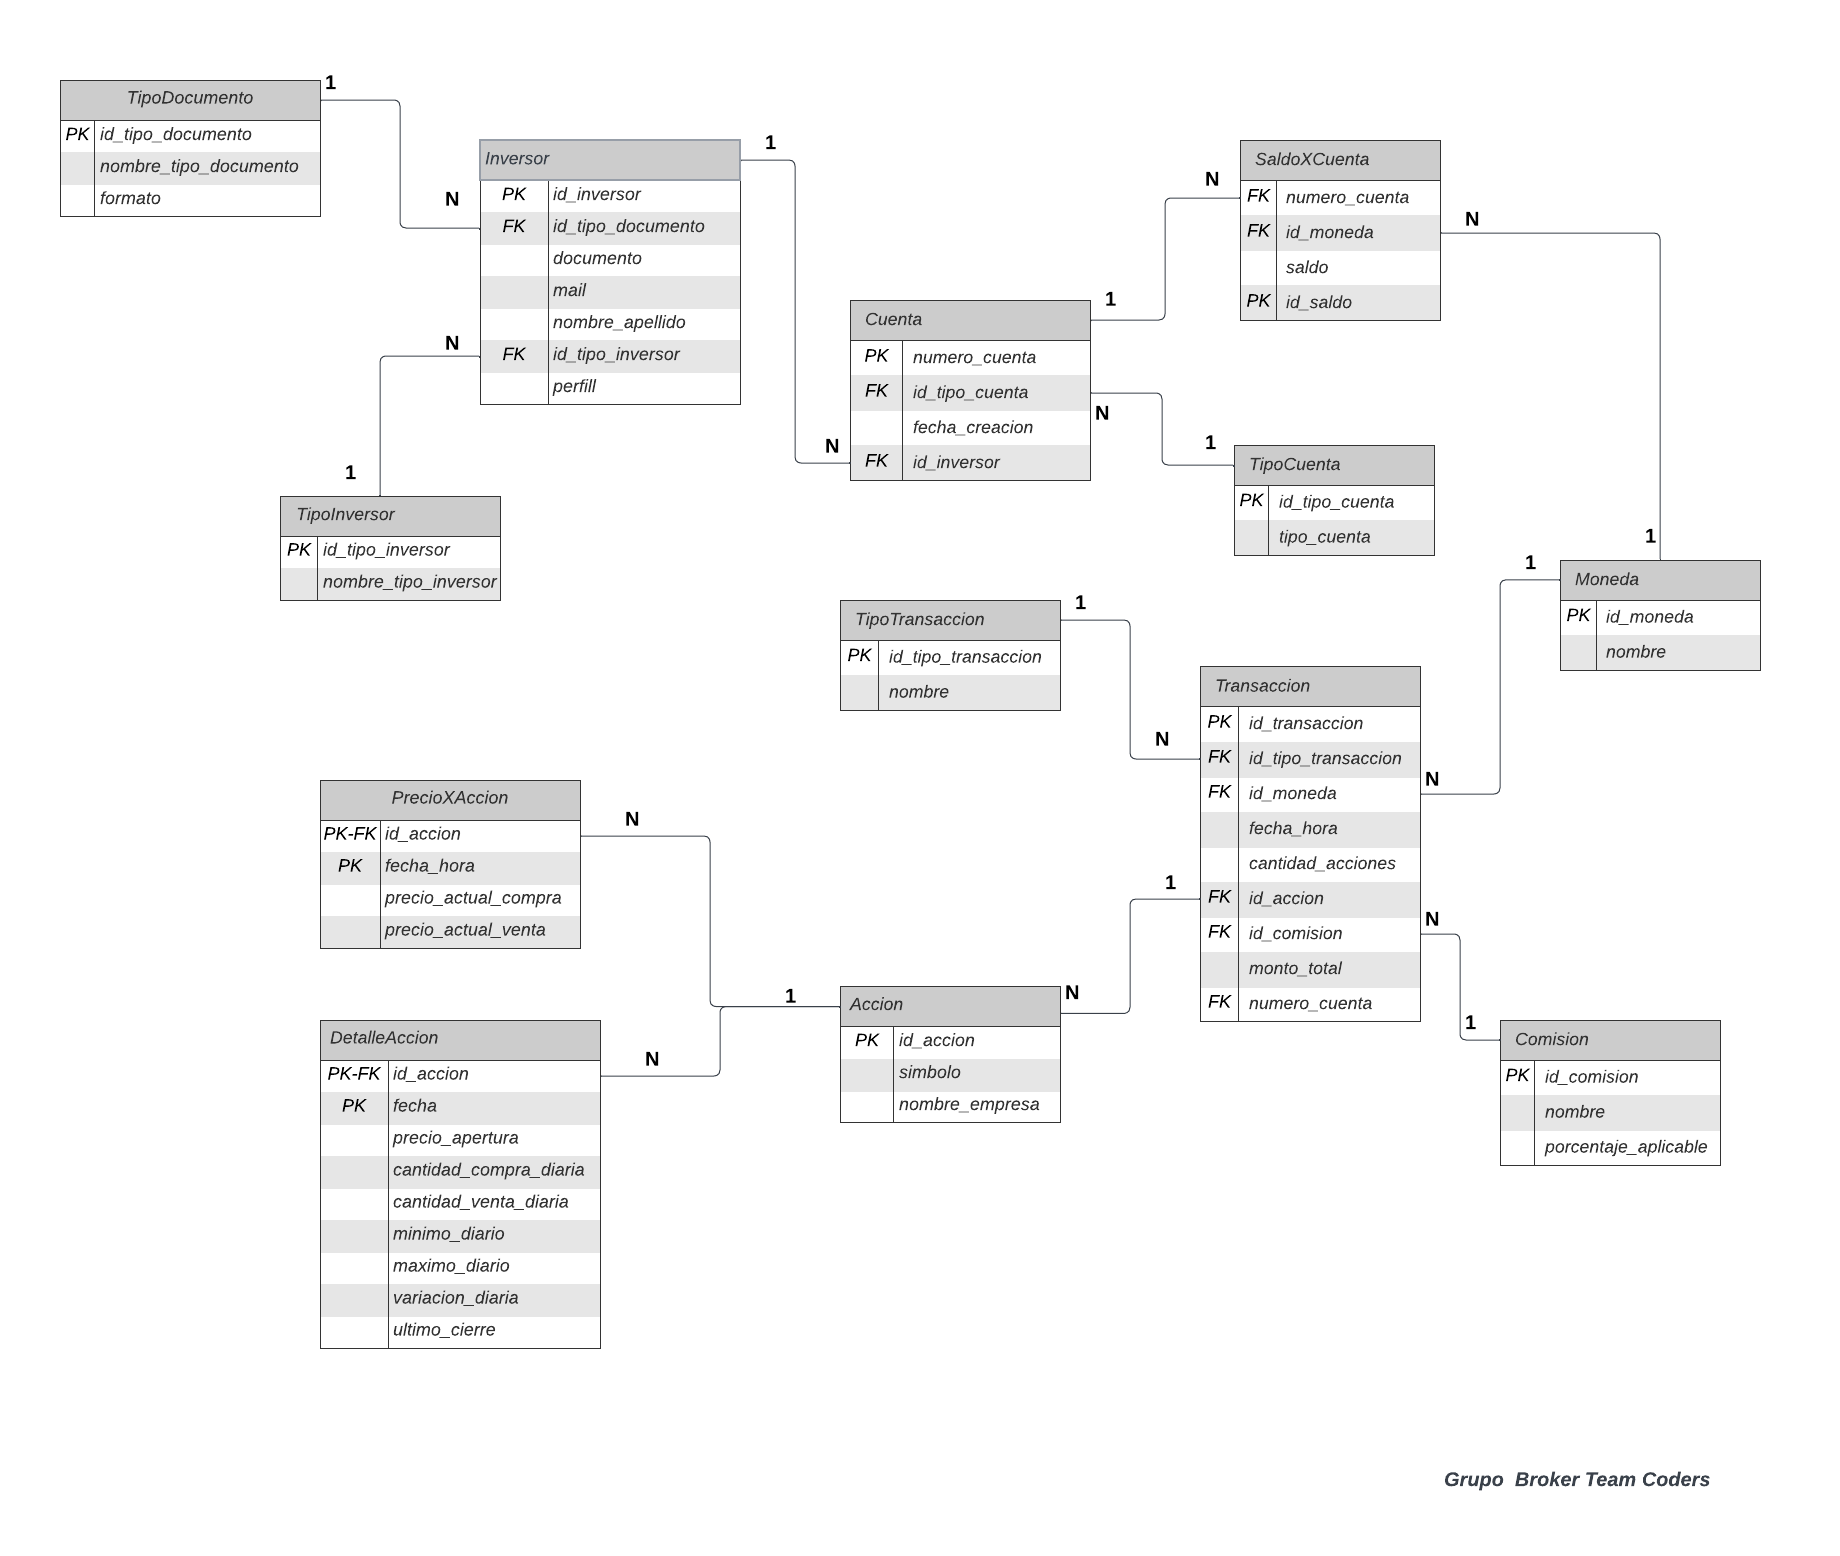 TipoDocumento
PK id_tipo_documento
nombre_tipo_documento
formato
1
N
Inversor
PK id_inversor
FK id_tipo_documento
documento
mail
nombre_apellido
FK id_tipo_inversor
perfill
1
N
N
1
TipoInversor
PK id_tipo_inversor
nombre_tipo_inversor
Cuenta
PK numero_cuenta
FK id_tipo_cuenta
fecha_creacion
FK id_inversor
1
N
SaldoXCuenta
FK numero_cuenta
FK id_moneda
saldo
PK id_saldo
N
1
N
1
TipoCuenta
PK id_tipo_cuenta
tipo_cuenta
Moneda
PK id_moneda
nombre
1
N
TipoTransaccion
PK id_tipo_transaccion
nombre
1
N
Transaccion
PK id_transaccion
FK id_tipo_transaccion
FK id_moneda
fecha_hora
cantidad_acciones
FK id_accion
FK id_comision
monto_total
FK numero_cuenta
PrecioXAccion
PK-FK id_accion
PK fecha_hora
precio_actual_compra
precio_actual_venta
N
1
1
N
Accion
PK id_accion
simbolo
nombre_empresa
N
1
Comision
PK id_comision
nombre
porcentaje_aplicable
DetalleAccion
PK-FK id_accion
PK fecha
precio_apertura
cantidad_compra_diaria
cantidad_venta_diaria
minimo_diario
maximo_diario
variacion_diaria
ultimo_cierre
N
Grupo Broker Team Coders